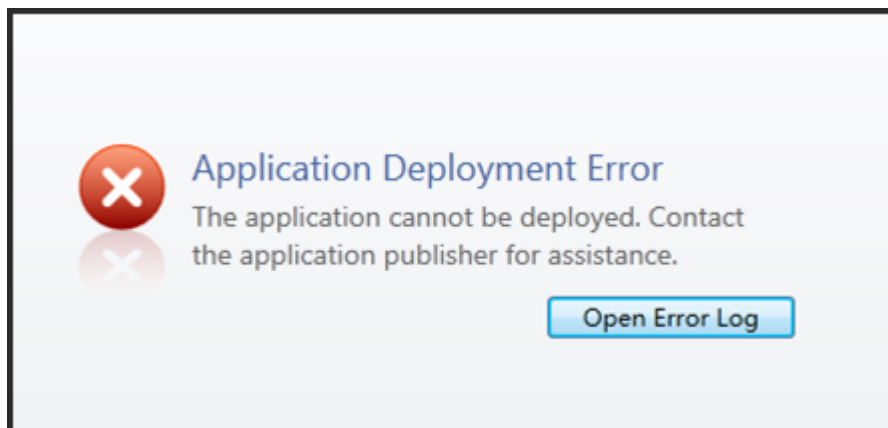 Application Deployment Error
The application cannot be deployed. Contact
the application publisher for assistance.
Open Error Log